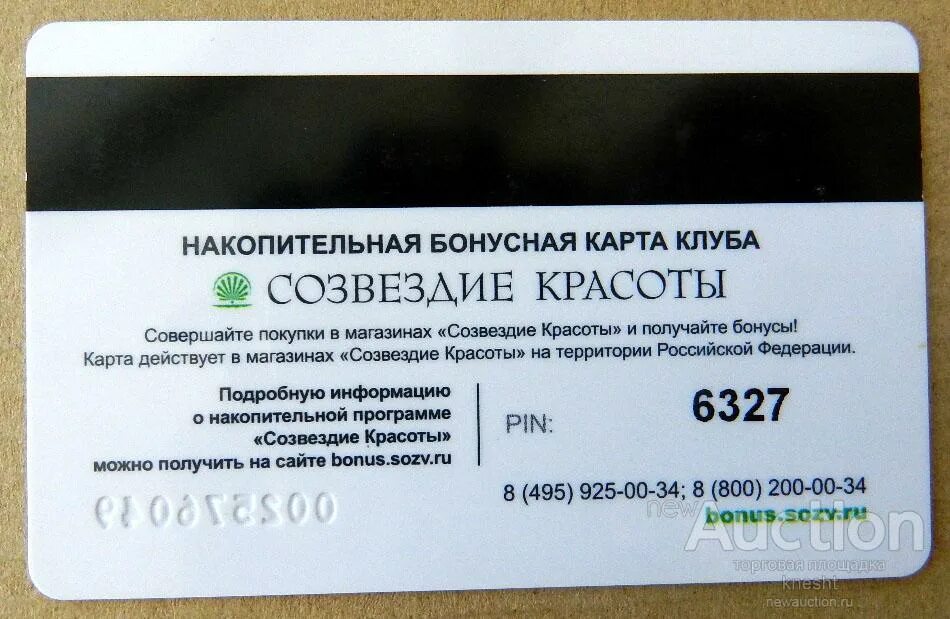 НАКОПИТЕЛЬНАЯ БОНУСНАЯ КАРТА КЛУБА
СОЗВЕЗДИЕ КРАСОТЫ
Совершайте покупки в магазинах «Созвездие Красоты» и получайте бонусы!
Карта действует в магазинах «Созвездие Красоты» на территории Российской Федерации.
Подробную информацию
о накопительной программе
«Созвездие Красоты»
можно получить на сайте bonus.sozv.ru
PIN: 6327
002576049
8 (495) 925-00-34; 8 (800) 200-00-34
bonus.sozv.ru
newAuction
торговая площадка
knesht
newauction.ru